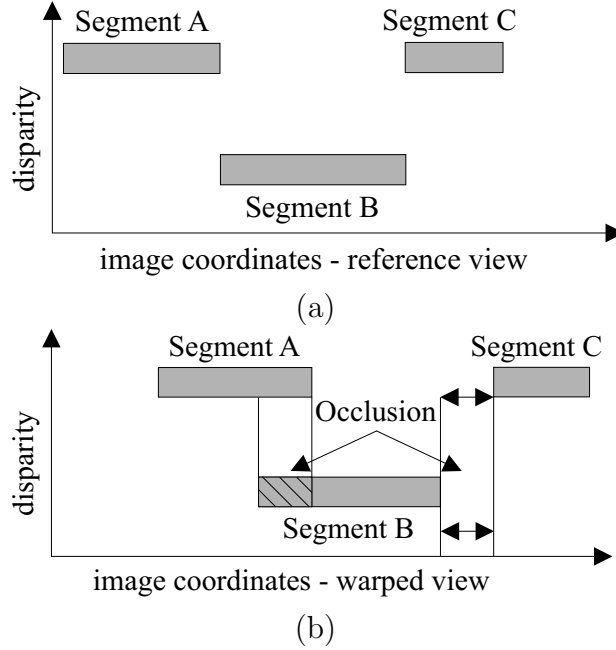 Segment A
Segment C
disparity
Segment B
image coordinates - reference view
(a)
Segment A
Segment C
Occlusion
disparity
Segment B
image coordinates - warped view
(b)